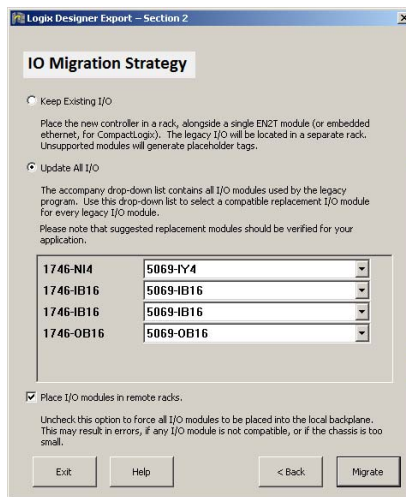 Logix Designer Export – Section 2
IO Migration Strategy
Keep Existing I/O
Place the new controller in a rack, alongside a single EN2T module (or embedded
ethernet, for CompactLogix). The legacy I/O will be located in a separate rack.
Unsupported modules will generate placeholder tags.
Update All I/O
The accompany drop-down list contains all I/O modules used by the legacy
program. Use this drop-down list to select a compatible replacement I/O module
for every legacy I/O module.
Please note that suggested replacement modules should be verified for your
application.
1746-NI4 5069-IY4
1746-IB16 5069-IB16
1746-IB16 5069-IB16
1746-OB16 5069-OB16
Place I/O modules in remote racks.
Uncheck this option to force all I/O modules to be placed into the local backplane.
This may result in errors, if any I/O module is not compatible, or if the chassis is too
small.
Exit Help < Back Migrate